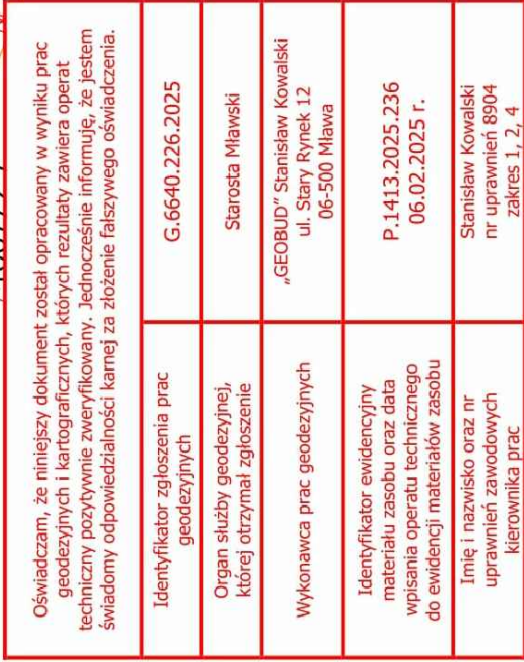 Oświadczam, że niniejszy dokument został opracowany w wyniku prac
geodezyjnych i kartograficznych, których rezultaty zawiera operat
techniczny pozytywnie zweryfikowany. Jednocześnie informuję, że jestem
świadomy odpowiedzialności karnej za złożenie fałszywego oświadczenia.
Identyfikator zgłoszenia prac
geodezyjnych
G.6640.226.2025
Organ służby geodezyjnej,
której otrzymał zgłoszenie
Starosta Mławski
Wykonawca prac geodezyjnych
„GEOBUD” Stanisław Kowalski
ul. Stary Rynek 12
06-500 Mława
Identyfikator ewidencyjny
materiału zasobu oraz data
wpisania operatu technicznego
do ewidencji materiałów zasobu
P.1413.2025.236
06.02.2025 r.
Imię i nazwisko oraz nr
uprawnień zawodowych
kierownika prac
Stanisław Kowalski
nr uprawnień 8904
zakres 1, 2, 4